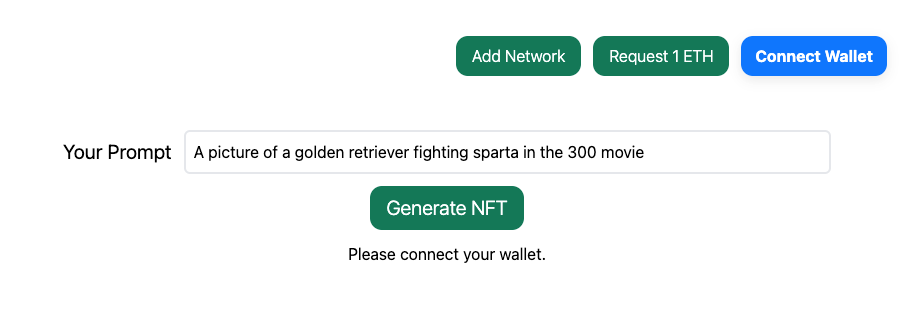 Add Network Request 1 ETH Connect Wallet
Your Prompt A picture of a golden retriever fighting sparta in the 300 movie
Generate NFT
Please connect your wallet.